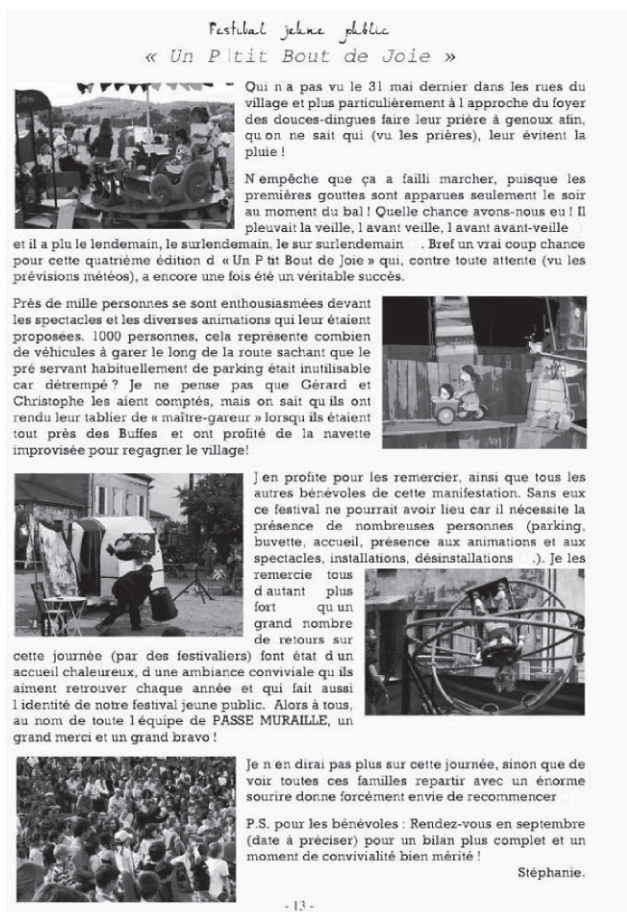 Festival jeune public
« Un P tit Bout de Joie »
Qui n a pas vu le 31 mai dernier dans les rues du
village et plus particulièrement à l approche du foyer
des douces-dingues faire leur prière à genoux afin,
qu on ne sait qui (vu les prières), leur évitent la
pluie !
N empêche que ça a failli marcher, puisque les
premières gouttes sont apparues seulement le soir
au moment du bal ! Quelle chance avons-nous eu ! Il
pleuvait la veille, l avant veille, l avant avant-veille
et il a plu le lendemain, le surlendemain, le sur surlendemain . Bref un vrai coup chance
pour cette quatrième édition d « Un P tit Bout de Joie » qui, contre toute attente (vu les
prévisions météos), a encore une fois été un véritable succès.
Près de mille personnes se sont enthousiasmées devant
les spectacles et les diverses animations qui leur étaient
proposées. 1000 personnes, cela représente combien
de véhicules à garer le long de la route sachant que le
pré servant habituellement de parking était inutilisable
car détrempé ? Je ne pense pas que Gérard et
Christophe les aient comptés, mais on sait qu ils ont
rendu leur tablier de « maître-gareur » lorsqu ils étaient
tout près des Buffes et ont profité de la navette
improvisée pour regagner le village!
J en profite pour les remercier, ainsi que tous les
autres bénévoles de cette manifestation. Sans eux
ce festival ne pourrait avoir lieu car il nécessite la
présence de nombreuses personnes (parking,
buvette, accueil, présence aux animations et aux
spectacles, installations, désinstallations .). Je les
remercie tous
d autant plus
fort qu un
grand nombre
de retours sur
cette journée (par des festivaliers) font état d un
accueil chaleureux, d une ambiance conviviale qu ils
aiment retrouver chaque année et qui fait aussi
l identité de notre festival jeune public. Alors à tous,
au nom de toute l équipe de PASSE MURAILLE, un
grand merci et un grand bravo !
Je n en dirai pas plus sur cette journée, sinon que de
voir toutes ces familles repartir avec un énorme
sourire donne forcément envie de recommencer
P.S. pour les bénévoles : Rendez-vous en septembre
(date à préciser) pour un bilan plus complet et un
moment de convivialité bien mérité !
Stéphanie.
- 13 -